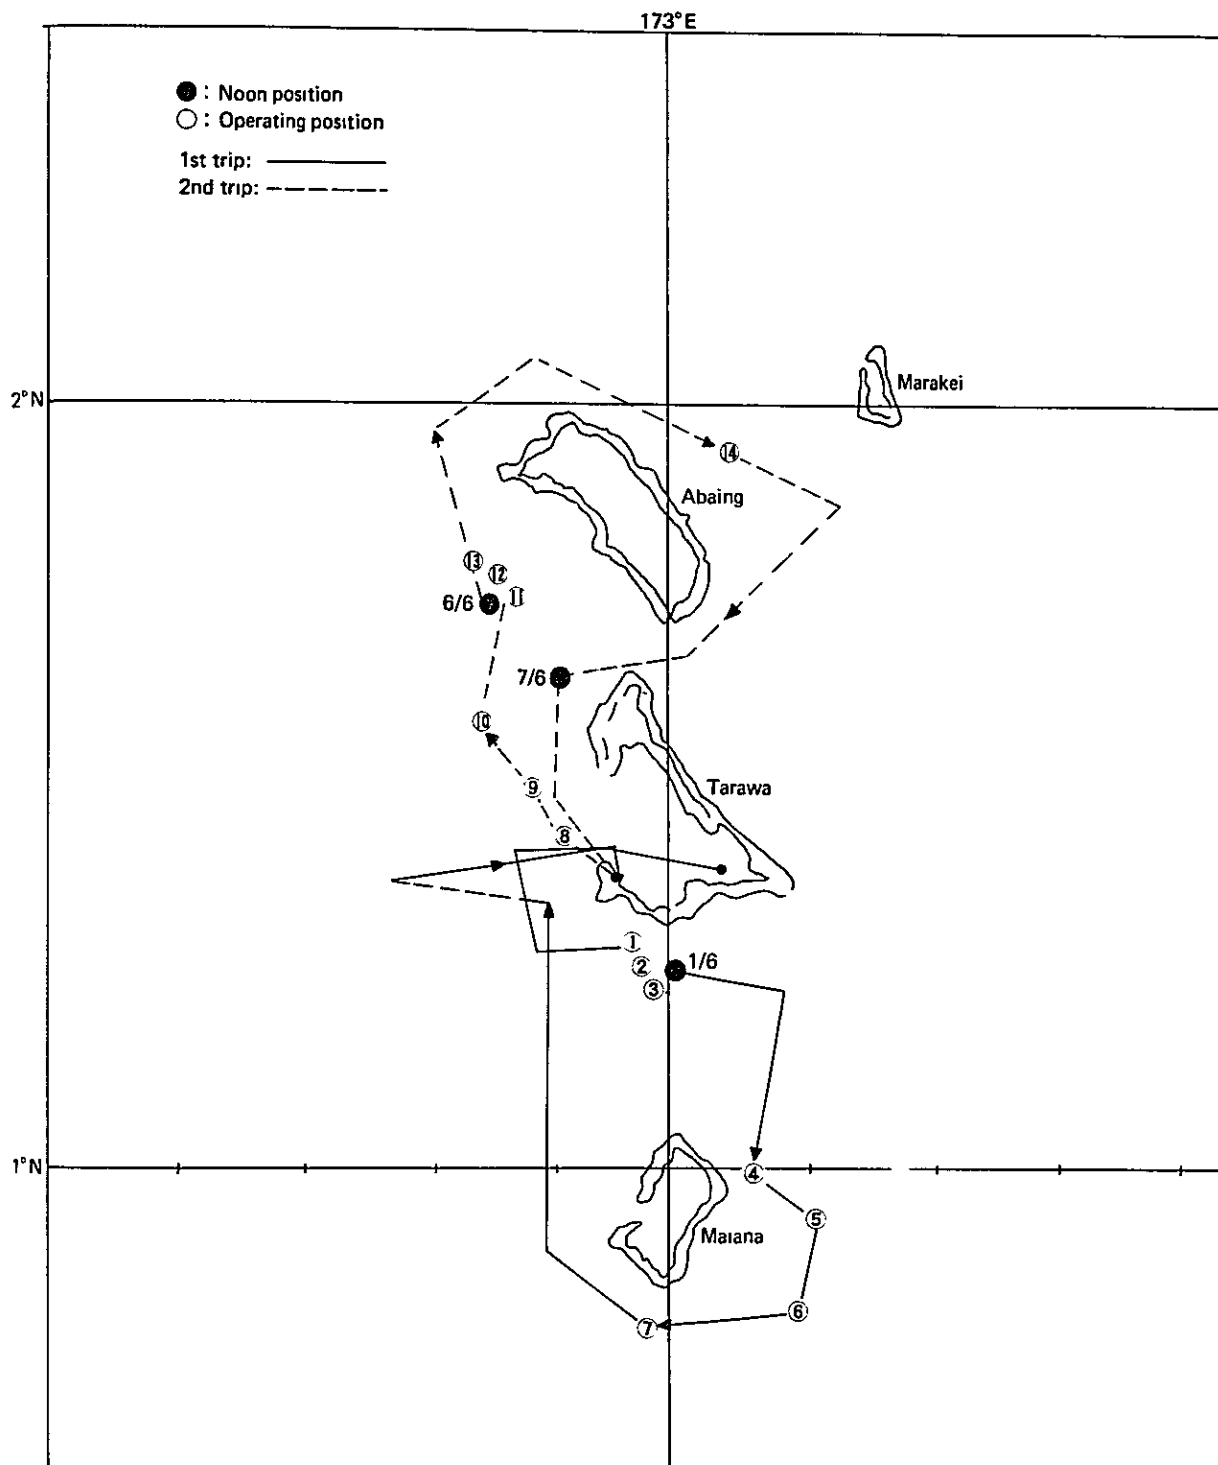 173°E
● : Noon position
○ : Operating position
1st trip:
2nd trip:
Marakei
2°N
⑭
Abaing
⑬
⑫
⑪
6/6
7/6
⑩
Tarawa
⑨
⑧
①
1/6
②
③
1°N
④
⑤
Maiana
⑥
⑦